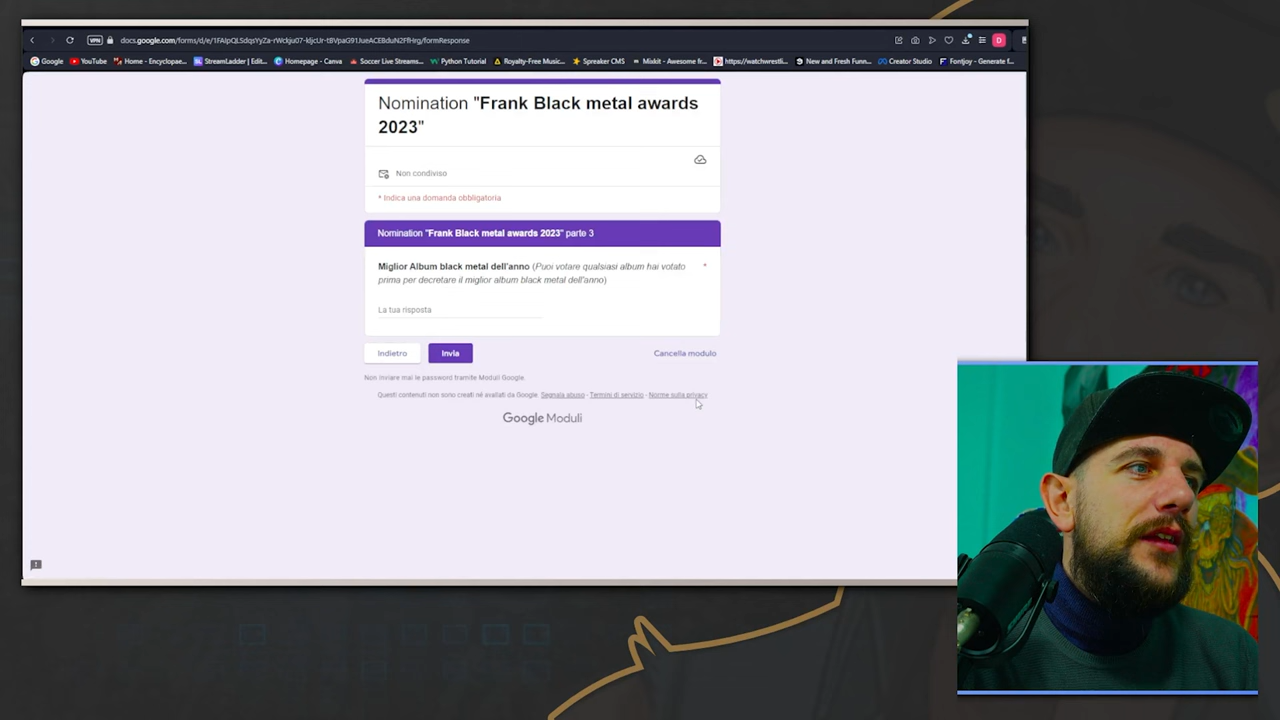 VPN docs.google.com/forms/d/e/
Google YouTube Home - Encyclopae... StreamLadder | Edit... Homepage - Canva Soccer Live Streams... Python Tutorial Royalty-Free Music... Spreaker CMS Mixkit - Awesome fr... https://watchwrestli... New and Fresh Funn... Creator Studio Fontjoy - Generate f...
D
Nomination "Frank Black metal awards
2023"
Non condiviso
* Indica una domanda obbligatoria
Nomination "Frank Black metal awards 2023" parte 3
Miglior Album black metal dell'anno (Puoi votare qualsiasi album hai votato *
prima per decretare il miglior album black metal dell'anno)
La tua risposta
Indietro
Invia
Cancella modulo
Non inviare mai le password tramite Moduli Google.
Questi contenuti non sono creati né avallati da Google. Segnala abuso - Termini di servizio - Norme sulla privacy
Google Moduli